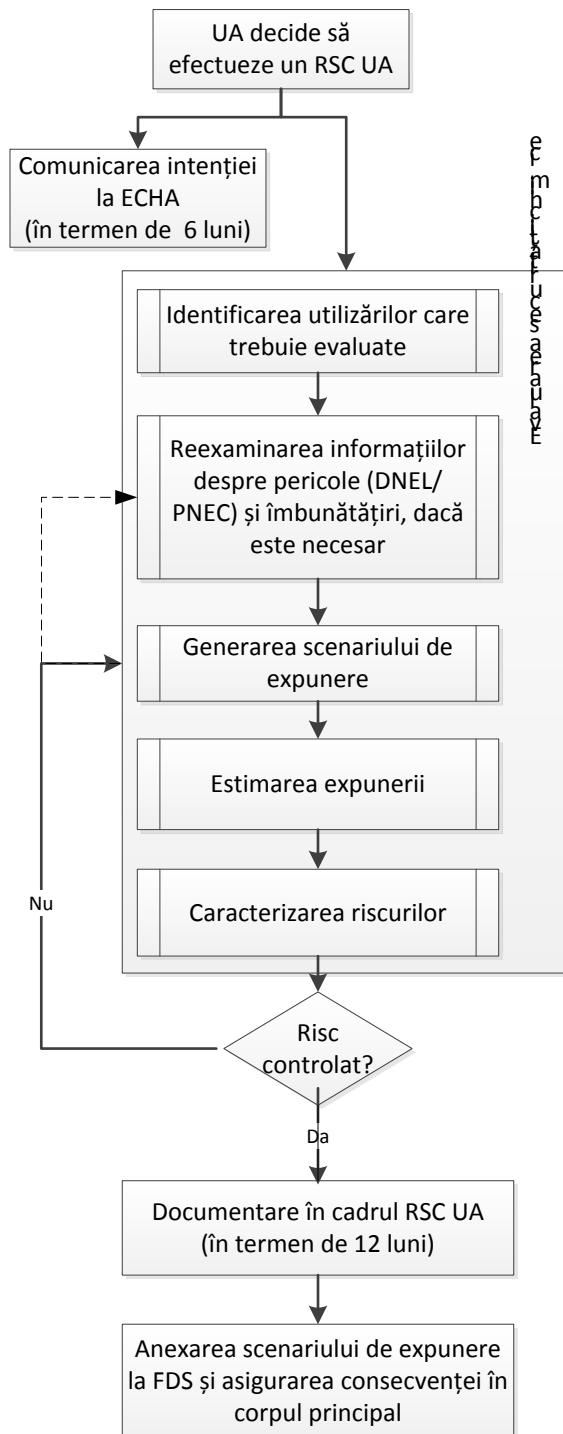 UA decide să
efectueze un RSC UA
Comunicarea intenției
la ECHA
(în termen de  6 luni)
Evaluarea securității chimice
Identificarea utilizărilor care
trebuie evaluate
Reexaminarea informațiilor
despre pericole (DNEL/
PNEC) și îmbunătățiri, dacă
este necesar
Generarea scenariului de
expunere
Estimarea expunerii
Caracterizarea riscurilor
Nu
Risc
controlat?
Da
Documentare în cadrul RSC UA
(în termen de 12 luni)
Anexarea scenariului de expunere
la FDS și asigurarea consecvenței în
corpul principal